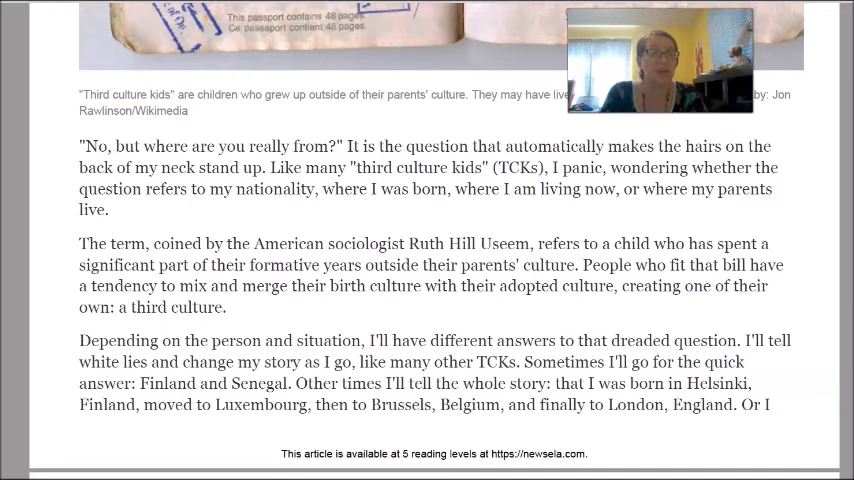 This passport contains 48 pages.
Ce passeport contient 48 pages.
"Third culture kids" are children who grew up outside of their parents' culture. They may have live by: Jon
Rawlinson/Wikimedia
"No, but where are you really from?" It is the question that automatically makes the hairs on the
back of my neck stand up. Like many "third culture kids" (TCKs), I panic, wondering whether the
question refers to my nationality, where I was born, where I am living now, or where my parents
live.
The term, coined by the American sociologist Ruth Hill Useem, refers to a child who has spent a
significant part of their formative years outside their parents' culture. People who fit that bill have
a tendency to mix and merge their birth culture with their adopted culture, creating one of their
own: a third culture.
Depending on the person and situation, I'll have different answers to that dreaded question. I'll tell
white lies and change my story as I go, like many other TCKs. Sometimes I'll go for the quick
answer: Finland and Senegal. Other times I'll tell the whole story: that I was born in Helsinki,
Finland, moved to Luxembourg, then to Brussels, Belgium, and finally to London, England. Or I
This article is available at 5 reading levels at https://newsela.com.